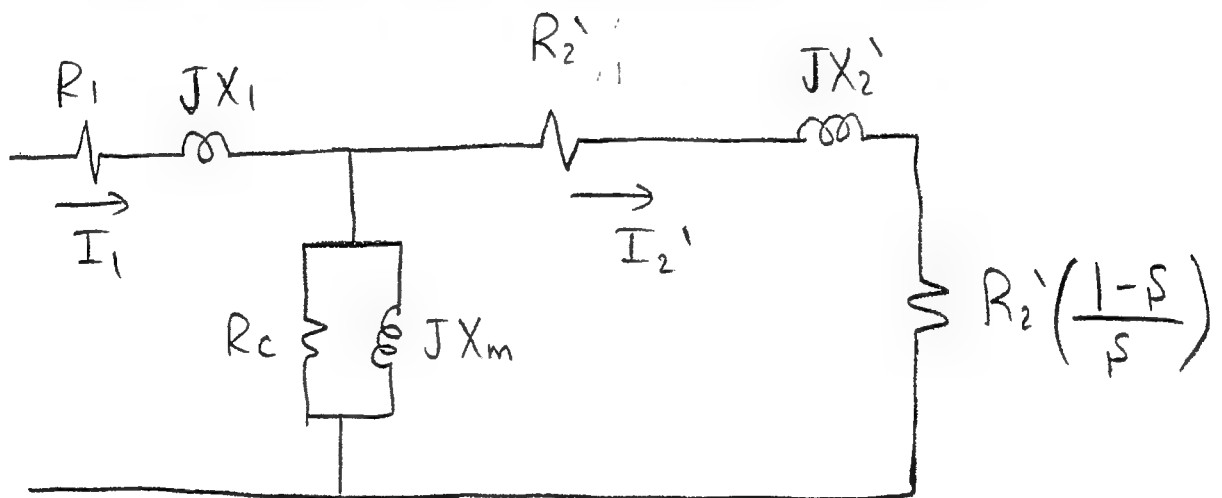 R₂'
R₁ JX₁ JX₂'
I₁ I₂'
Rc JXm R₂'((1-s)/s)